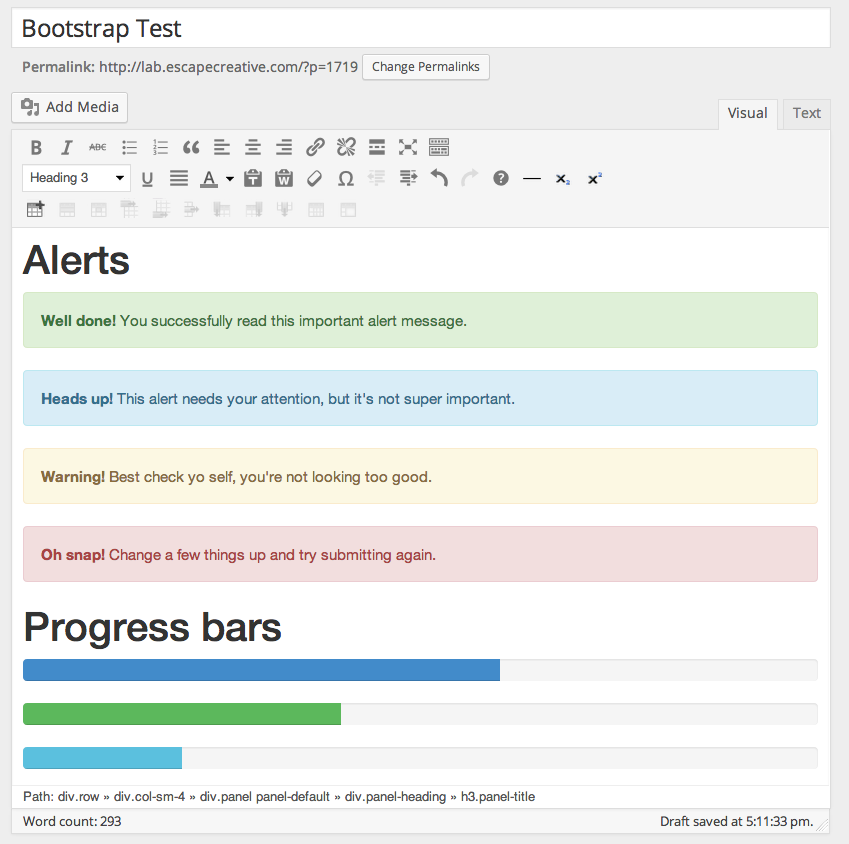 Bootstrap Test
Permalink: http://lab.escapecreative.com/?p=1719 Change Permalinks
Add Media
Visual Text
B I ABC
Heading 3 U A T W Ω ? — x₂ x²
Alerts
Well done! You successfully read this important alert message.
Heads up! This alert needs your attention, but it's not super important.
Warning! Best check yo self, you're not looking too good.
Oh snap! Change a few things up and try submitting again.
Progress bars
Path: div.row » div.col-sm-4 » div.panel panel-default » div.panel-heading » h3.panel-title
Word count: 293 Draft saved at 5:11:33 pm.